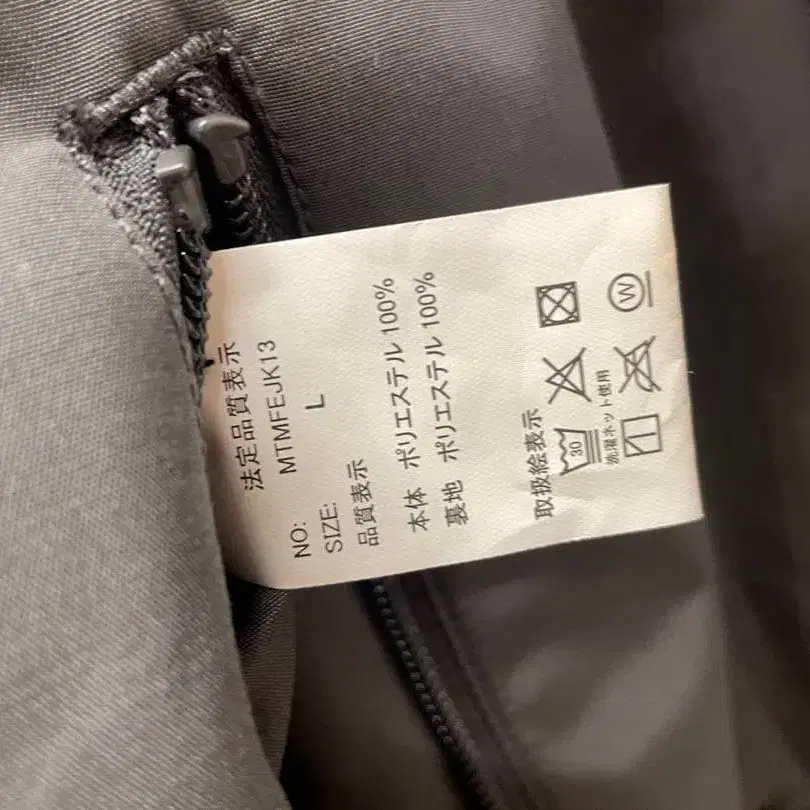 法定品質表示
NO: MTMFEJK13
SIZE: L
品質表示
本体 ポリエステル 100%
裏地 ポリエステル 100%
取扱絵表示
30
W
洗濯ネット使用